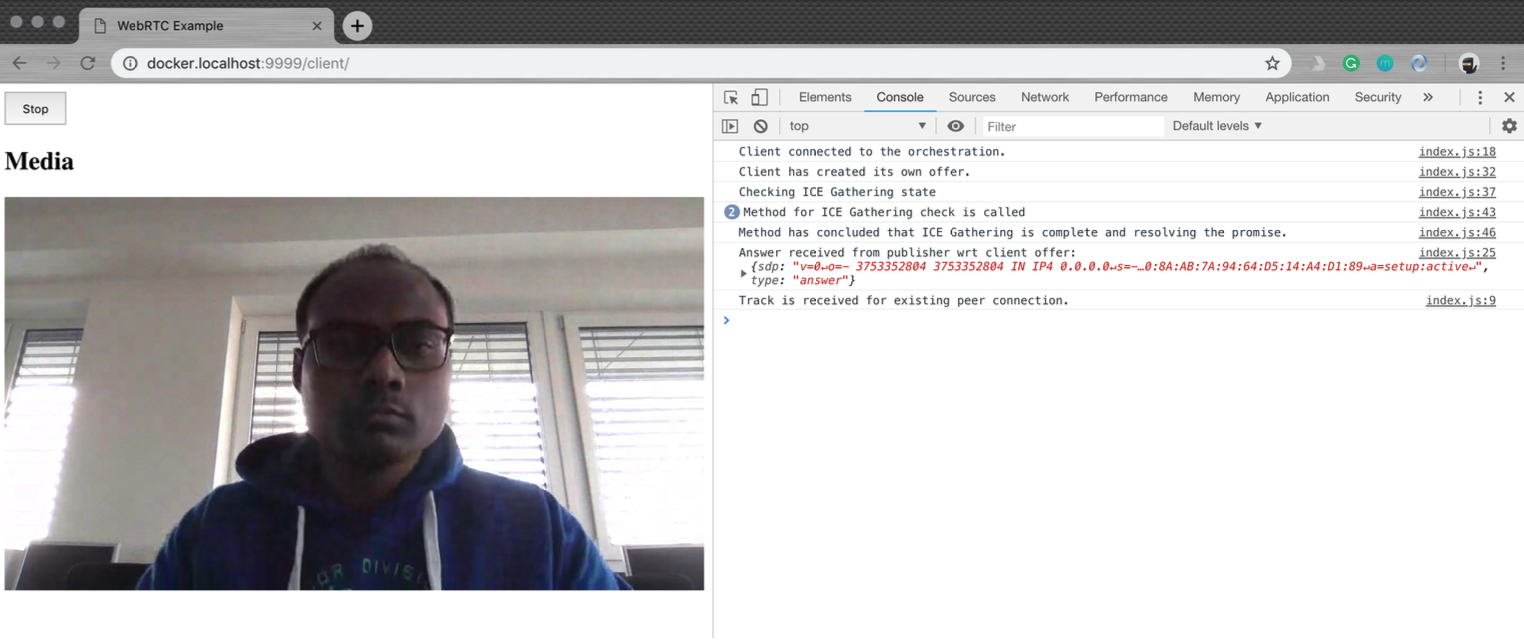 WebRTC Example
docker.localhost:9999/client/
Stop
Media
Elements Console Sources Network Performance Memory Application Security
top Filter Default levels
Client connected to the orchestration. index.js:18
Client has created its own offer. index.js:32
Checking ICE Gathering state index.js:37
2 Method for ICE Gathering check is called index.js:43
Method has concluded that ICE Gathering is complete and resolving the promise. index.js:46
Answer received from publisher wrt client offer: index.js:25
{sdp: "v=0↵o=- 3753352804 3753352804 IN IP4 0.0.0.0↵s=-…0:8A:AB:7A:94:64:D5:14:A4:D1:89↵a=setup:active↵",
type: "answer"}
Track is received for existing peer connection. index.js:9
OR DIVISI